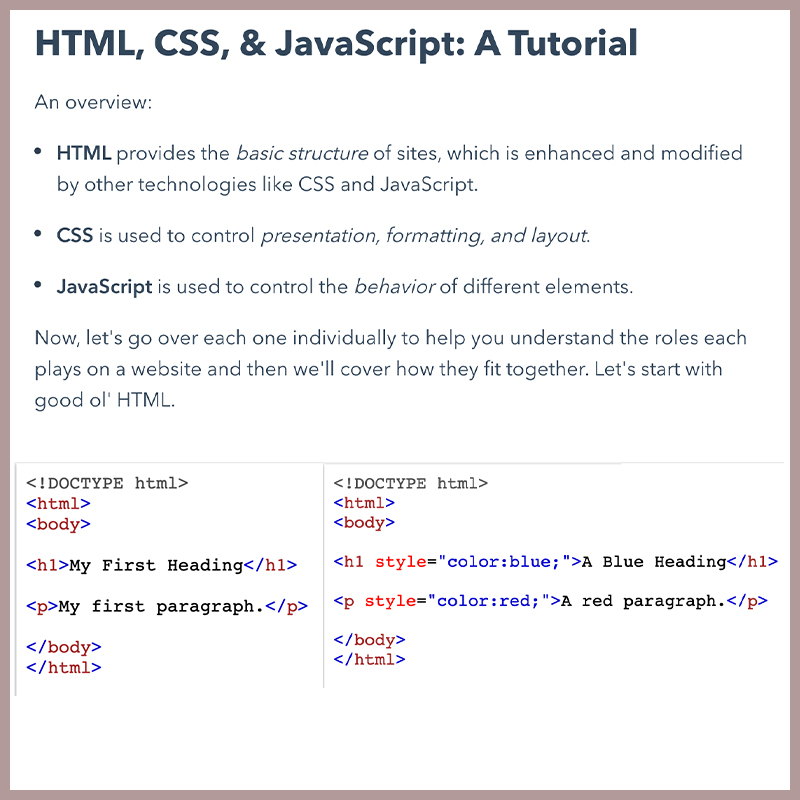 HTML, CSS, & JavaScript: A Tutorial
An overview:
• HTML provides the basic structure of sites, which is enhanced and modified
by other technologies like CSS and JavaScript.
• CSS is used to control presentation, formatting, and layout.
• JavaScript is used to control the behavior of different elements.
Now, let's go over each one individually to help you understand the roles each
plays on a website and then we'll cover how they fit together. Let's start with
good ol' HTML.
<!DOCTYPE html>
<html>
<body>
<h1>My First Heading</h1>
<p>My first paragraph.</p>
</body>
</html>
<!DOCTYPE html>
<html>
<body>
<h1 style="color:blue;">A Blue Heading</h1>
<p style="color:red;">A red paragraph.</p>
</body>
</html>